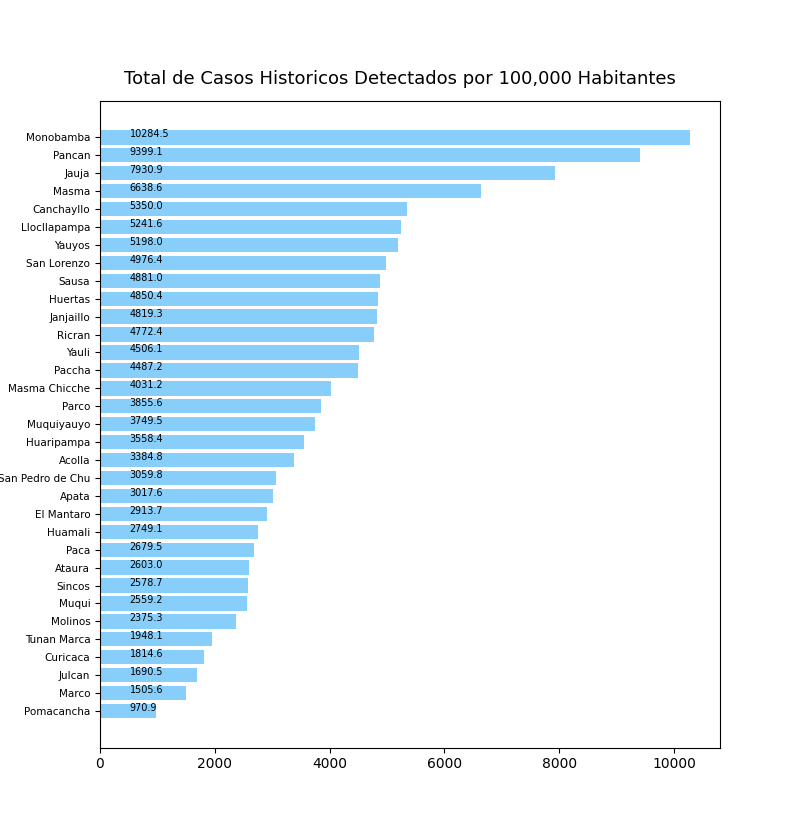 Total de Casos Historicos Detectados por 100,000 Habitantes
Monobamba 10284.5
Pancan 9399.1
Jauja 7930.9
Masma 6638.6
Canchayllo 5350.0
Llocllapampa 5241.6
Yauyos 5198.0
San Lorenzo 4976.4
Sausa 4881.0
Huertas 4850.4
Janjaillo 4819.3
Ricran 4772.4
Yauli 4506.1
Paccha 4487.2
Masma Chicche 4031.2
Parco 3855.6
Muquiyauyo 3749.5
Huaripampa 3558.4
Acolla 3384.8
San Pedro de Chu 3059.8
Apata 3017.6
El Mantaro 2913.7
Huamali 2749.1
Paca 2679.5
Ataura 2603.0
Sincos 2578.7
Muqui 2559.2
Molinos 2375.3
Tunan Marca 1948.1
Curicaca 1814.6
Julcan 1690.5
Marco 1505.6
Pomacancha 970.9
0 2000 4000 6000 8000 10000